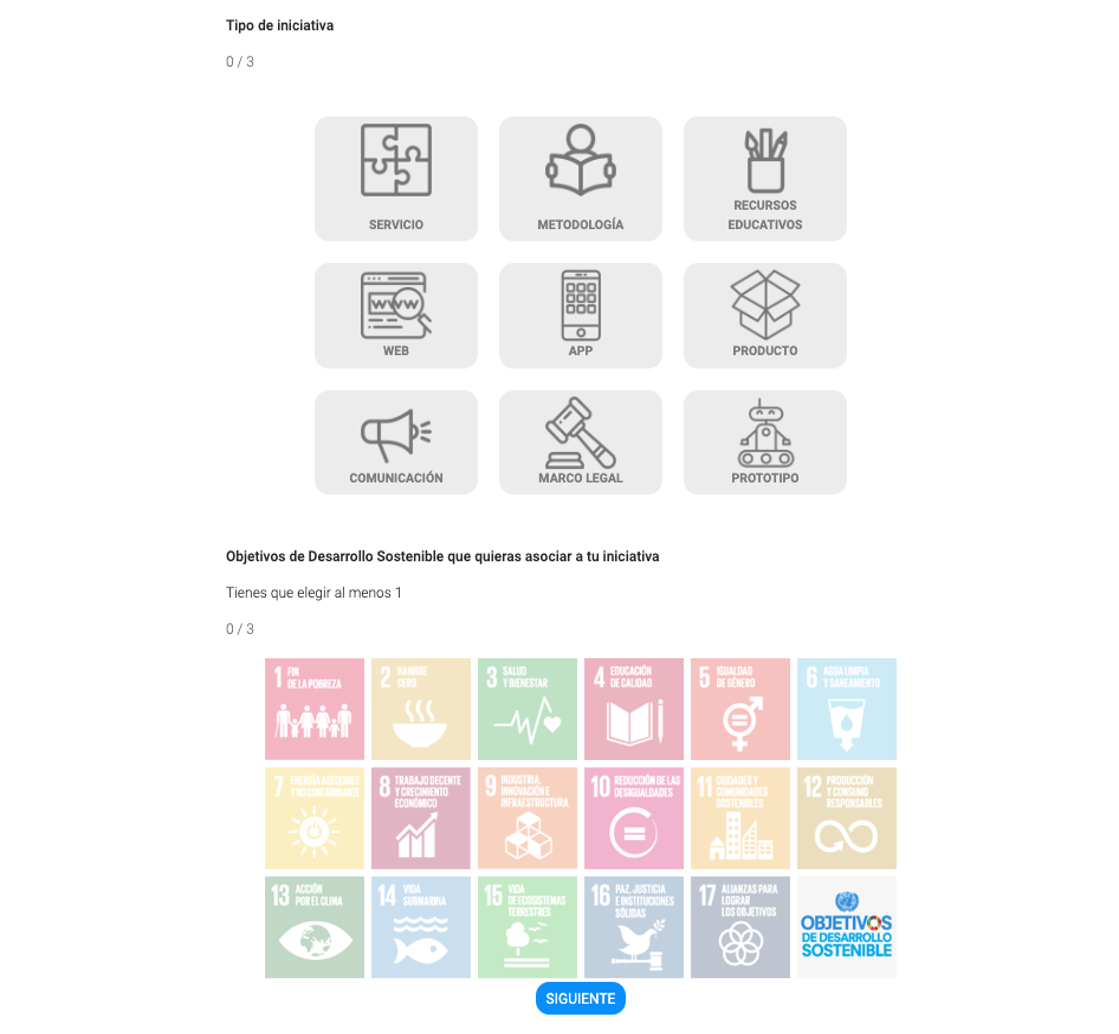 Tipo de iniciativa
0 / 3
SERVICIO
METODOLOGÍA
RECURSOS
EDUCATIVOS
WWW
WEB
APP
PRODUCTO
COMUNICACIÓN
MARCO LEGAL
PROTOTIPO
Objetivos de Desarrollo Sostenible que quieras asociar a tu iniciativa
Tienes que elegir al menos 1
0 / 3
1 FIN
DE LA POBREZA
2 HAMBRE
CERO
3 SALUD
Y BIENESTAR
4 EDUCACIÓN
DE CALIDAD
5 IGUALDAD
DE GÉNERO
6 AGUA LIMPIA
Y SANEAMIENTO
7 ENERGÍA ASEQUIBLE
Y NO CONTAMINANTE
8 TRABAJO DECENTE
Y CRECIMIENTO
ECONÓMICO
9 INDUSTRIA,
INNOVACIÓN E
INFRAESTRUCTURA
10 REDUCCIÓN DE LAS
DESIGUALDADES
11 CIUDADES Y
COMUNIDADES
SOSTENIBLES
12 PRODUCCIÓN
Y CONSUMO
RESPONSABLES
13 ACCIÓN
POR EL CLIMA
14 VIDA
SUBMARINA
15 VIDA
DE ECOSISTEMAS
TERRESTRES
16 PAZ, JUSTICIA
E INSTITUCIONES
SÓLIDAS
17 ALIANZAS PARA
LOGRAR
LOS OBJETIVOS
OBJETIVOS
DE DESARROLLO
SOSTENIBLE
SIGUIENTE